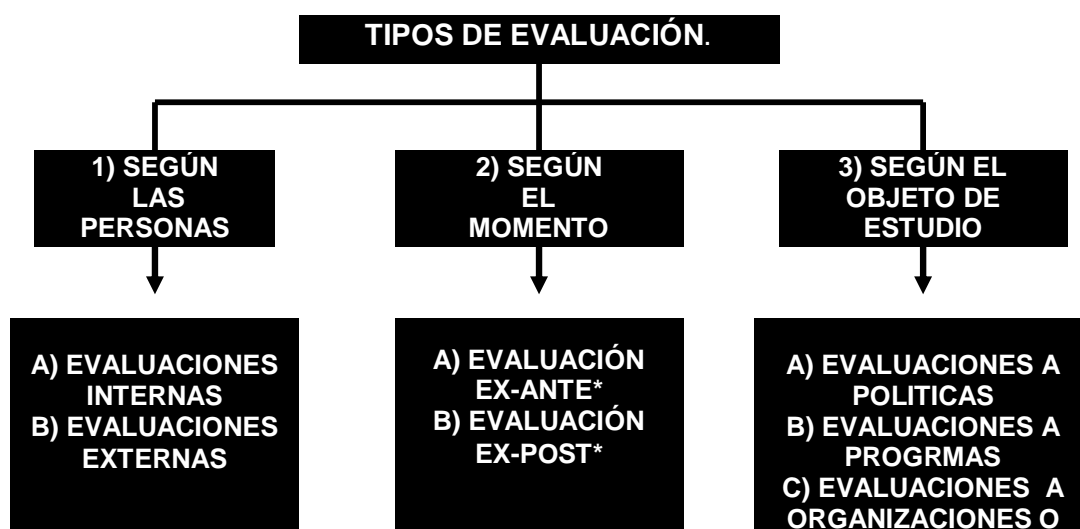 TIPOS DE EVALUACIÓN.
1) SEGÚN
LAS
PERSONAS
2) SEGÚN
EL
MOMENTO
3) SEGÚN EL
OBJETO DE
ESTUDIO
A) EVALUACIONES
INTERNAS
B) EVALUACIONES
EXTERNAS
A) EVALUACIÓN
EX-ANTE*
B) EVALUACIÓN
EX-POST*
A) EVALUACIONES A
POLITICAS
B) EVALUACIONES A
PROGRMAS
C) EVALUACIONES A
ORGANIZACIONES O